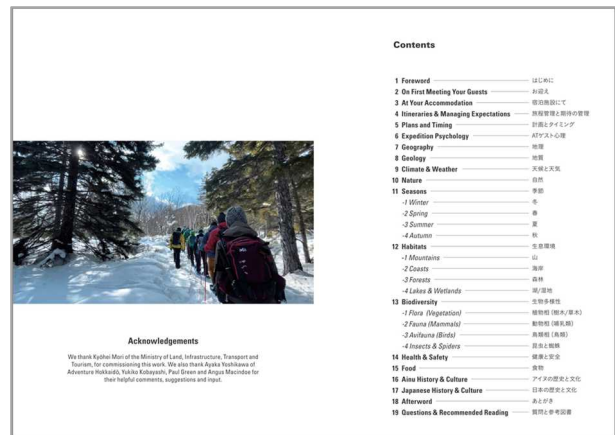 Acknowledgements
We thank Kyōhei Mori of the Ministry of Land, Infrastructure, Transport and
Tourism, for commissioning this work. We also thank Ayaka Yoshikawa of
Adventure Hokkaidō, Yukiko Kobayashi, Paul Green and Angus Macindoe for
their helpful comments, suggestions and input.
Contents
1 Foreword はじめに
2 On First Meeting Your Guests お迎え
3 At Your Accommodation 宿泊施設にて
4 Itineraries & Managing Expectations 旅程管理と期待の管理
5 Plans and Timing 計画とタイミング
6 Expedition Psychology ATゲスト心理
7 Geography 地理
8 Geology 地質
9 Climate & Weather 天候と天気
10 Nature 自然
11 Seasons 季節
-1 Winter 冬
-2 Spring 春
-3 Summer 夏
-4 Autumn 秋
12 Habitats 生息環境
-1 Mountains 山
-2 Coasts 海岸
-3 Forests 森林
-4 Lakes & Wetlands 湖/湿地
13 Biodiversity 生物多様性
-1 Flora (Vegetation) 植物相 (樹木/草本)
-2 Fauna (Mammals) 動物相 (哺乳類)
-3 Avifauna (Birds) 鳥類相 (鳥類)
-4 Insects & Spiders 昆虫と蜘蛛
14 Health & Safety 健康と安全
15 Food 食物
16 Ainu History & Culture アイヌの歴史と文化
17 Japanese History & Culture 日本の歴史と文化
18 Afterword あとがき
19 Questions & Recommended Reading 質問と参考図書